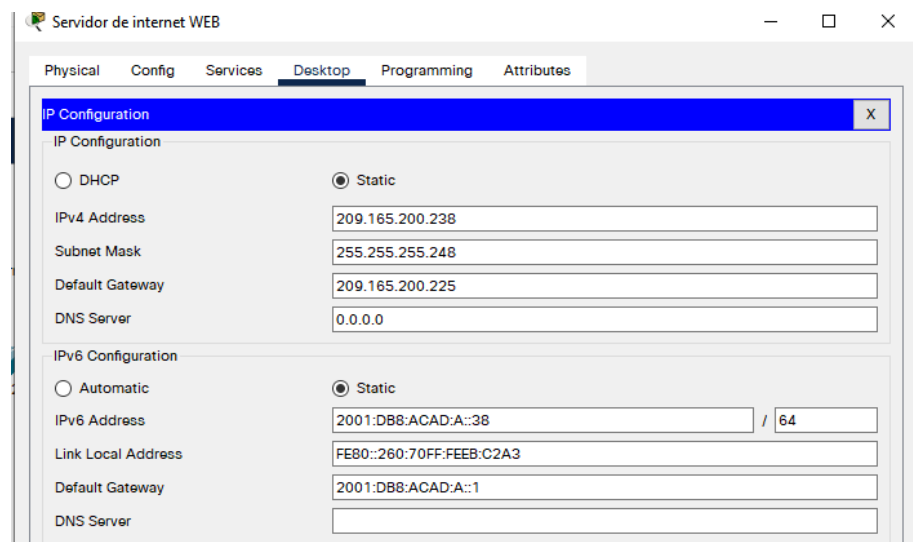 Servidor de internet WEB
Physical Config Services Desktop Programming Attributes
IP Configuration X
IP Configuration
DHCP Static
IPv4 Address 209.165.200.238
Subnet Mask 255.255.255.248
Default Gateway 209.165.200.225
DNS Server 0.0.0.0
IPv6 Configuration
Automatic Static
IPv6 Address 2001:DB8:ACAD:A::38 / 64
Link Local Address FE80::260:70FF:FEEB:C2A3
Default Gateway 2001:DB8:ACAD:A::1
DNS Server